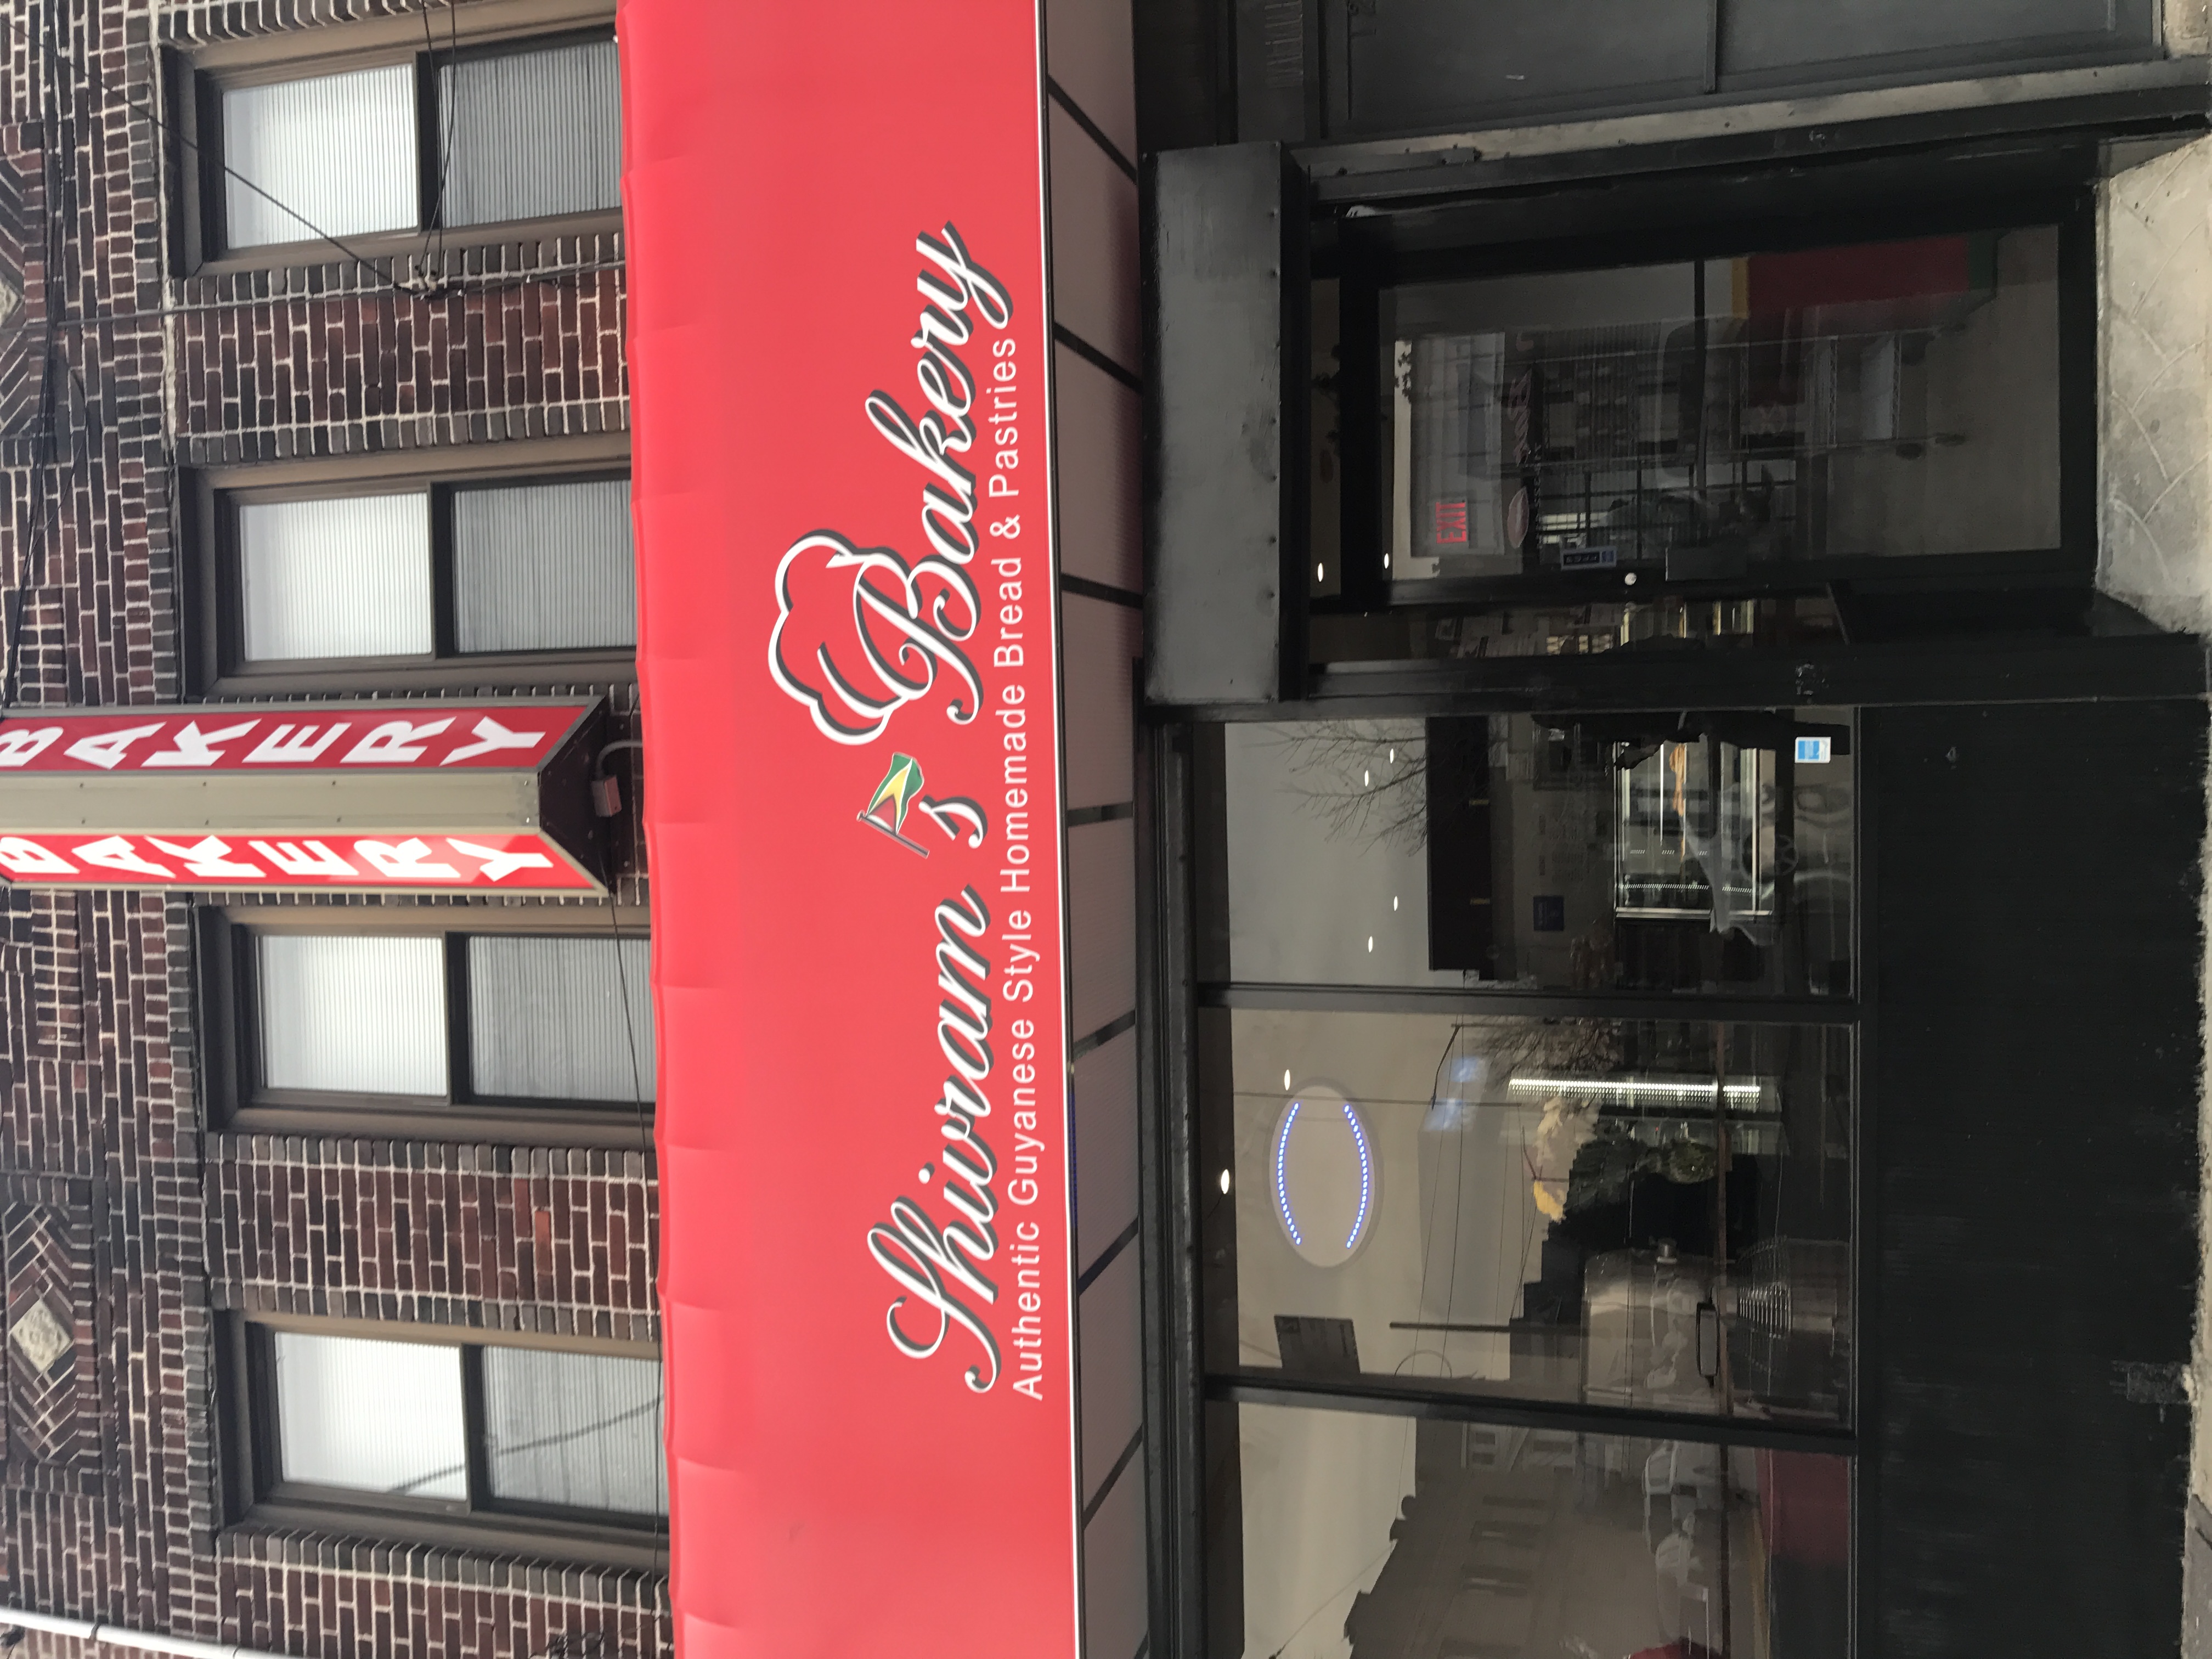 BAKERY
BAKERY
Shivram's Bakery
Authentic Guyanese Style Homemade Bread & Pastries
EXIT